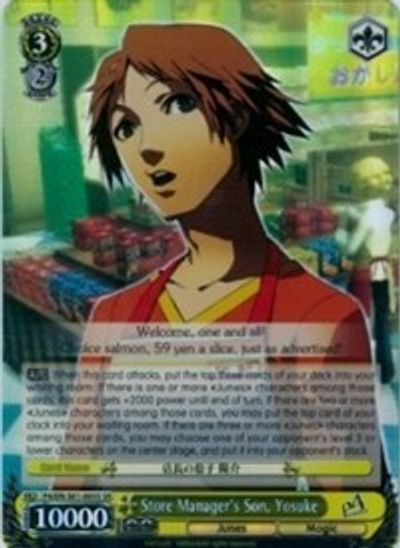 3
2
おかし
Welcome, one and all!
Choice salmon, 59 yen a slice, just as advertised!
When this card attacks, put the top three cards of your deck into your
waiting room. If there is one or more «Junes» characters among those
cards, this card gets +2000 power until end of turn. If there are two or more
«Junes» characters among those cards, you may put the top card of your
clock into your waiting room. If there are three or more «Junes»
characters among those cards, you may choose one of your opponent's level 3 or
lower characters on the center stage, and put it into your opponent's clock.
Card Name 店長の息子 陽介
Store Manager's Son, Yosuke
10000 Junes Magic P4